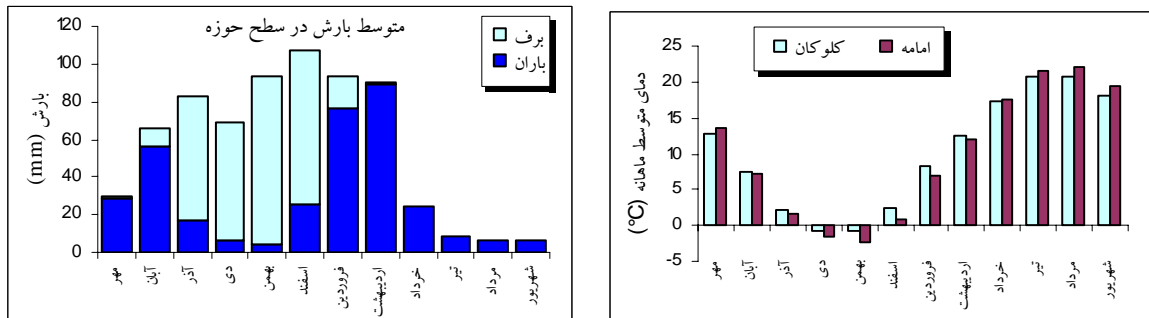 متوسط بارش در سطح حوزه
برف
باران
بارش (mm)
120
100
80
60
40
20
0
مهر
آبان
آذر
دی
بهمن
اسفند
فروردین
اردیبهشت
خرداد
تیر
مرداد
شهریور
کلوکان
امامه
دمای متوسط ماهانه (°C)
25
20
15
10
5
0
-5
مهر
آبان
آذر
دی
بهمن
اسفند
فروردین
اردیبهشت
خرداد
تیر
مرداد
شهریور